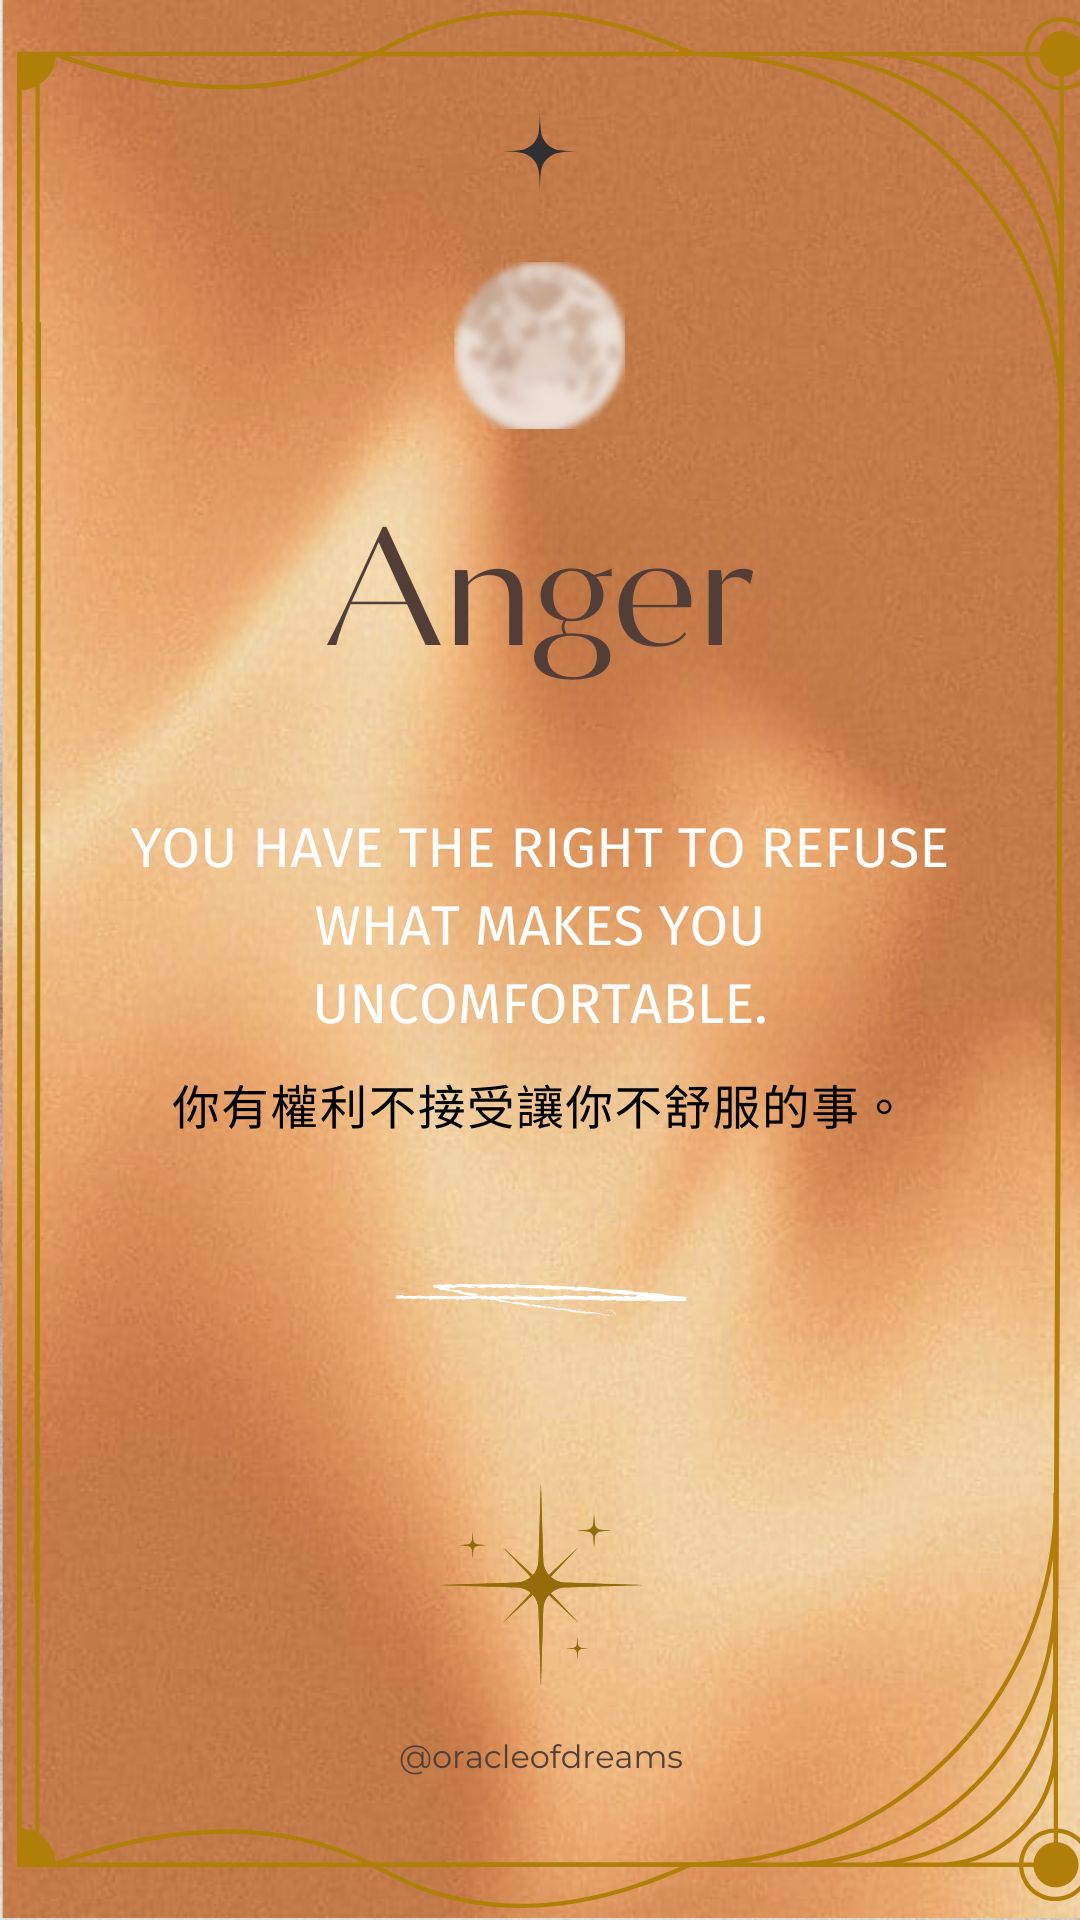 Anger
YOU HAVE THE RIGHT TO REFUSE
WHAT MAKES YOU
UNCOMFORTABLE.
你有權利不接受讓你不舒服的事。
@oracleofdreams